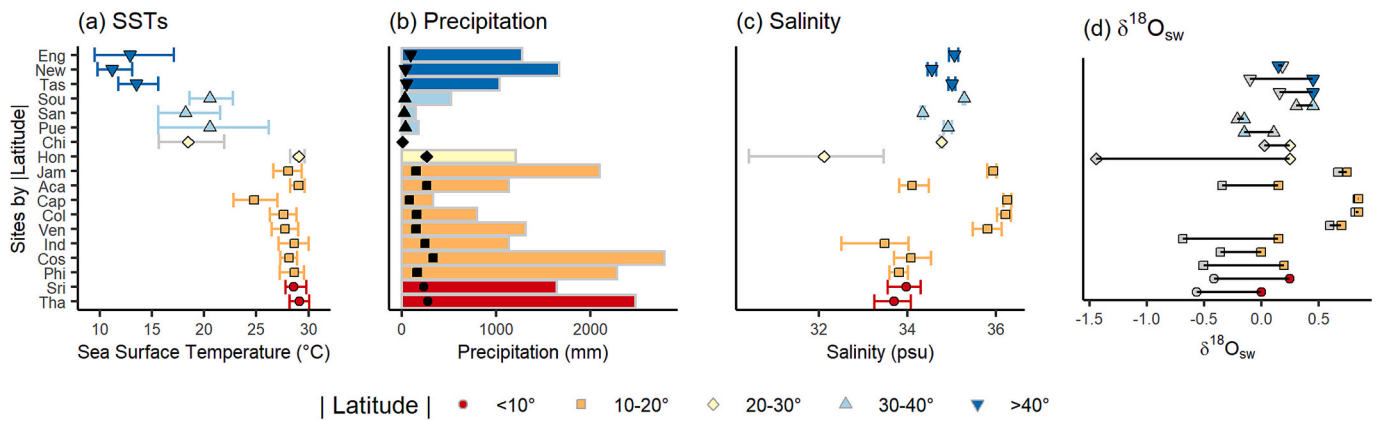 (a) SSTs
(b) Precipitation
(c) Salinity
(d) δ¹⁸Osw
Sites by |Latitude|
Eng
New
Tas
Sou
San
Pue
Chi
Hon
Jam
Aca
Cap
Col
Ven
Ind
Cos
Phi
Sri
Tha
10 15 20 25 30
Sea Surface Temperature (°C)
0 1000 2000
Precipitation (mm)
32 34 36
Salinity (psu)
-1.5 -1.0 -0.5 0.0 0.5
δ¹⁸Osw
| Latitude | <10° 10-20° 20-30° 30-40° >40°